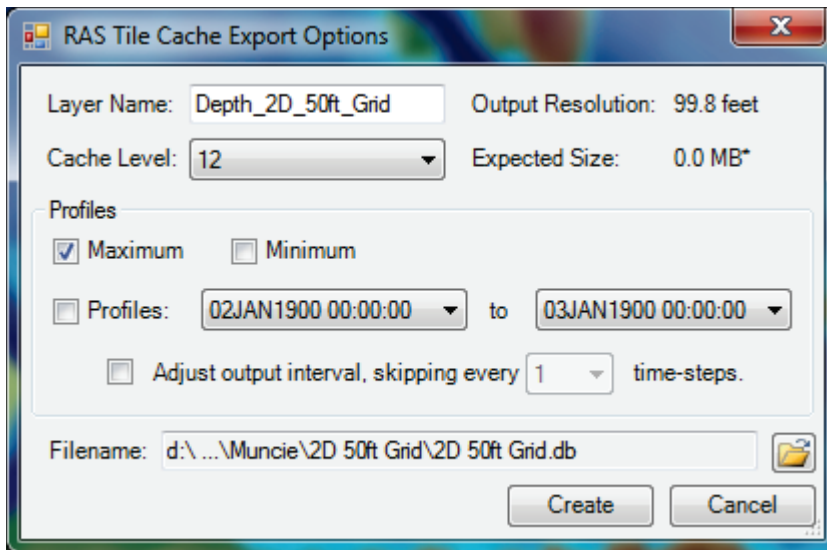 RAS Tile Cache Export Options
Layer Name: Depth_2D_50ft_Grid Output Resolution: 99.8 feet
Cache Level: 12 Expected Size: 0.0 MB*
Profiles
Maximum Minimum
Profiles: 02JAN1900 00:00:00 to 03JAN1900 00:00:00
Adjust output interval, skipping every 1 time-steps.
Filename: d:\ ...\Muncie\2D 50ft Grid\2D 50ft Grid.db
Create Cancel